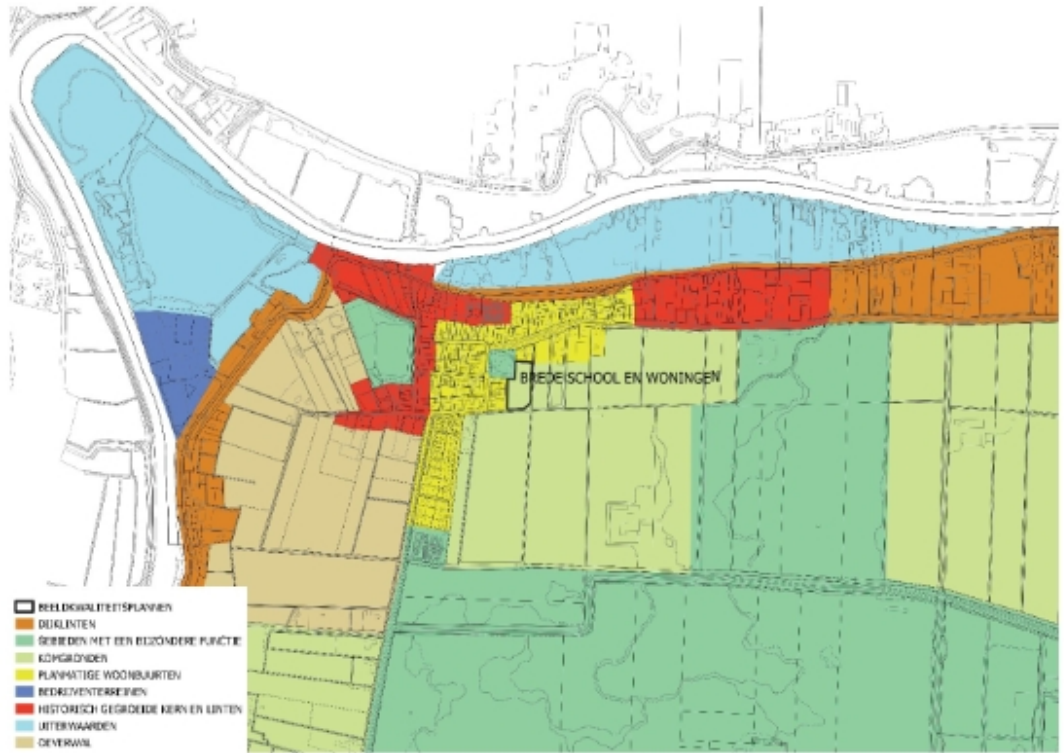 BREDE SCHOOL EN WONINGEN
BEELDKWALITEITSPLANNEN
DIJKLINTEN
GEBIEDEN MET EEN BIJZONDERE FUNCTIE
KOMGRONDEN
PLANMATIGE WOONBUURTEN
BEDRIJVENTERREINEN
HISTORISCH GEGROEIDE KERN EN LINTEN
UITERWAARDEN
OEVERWAL